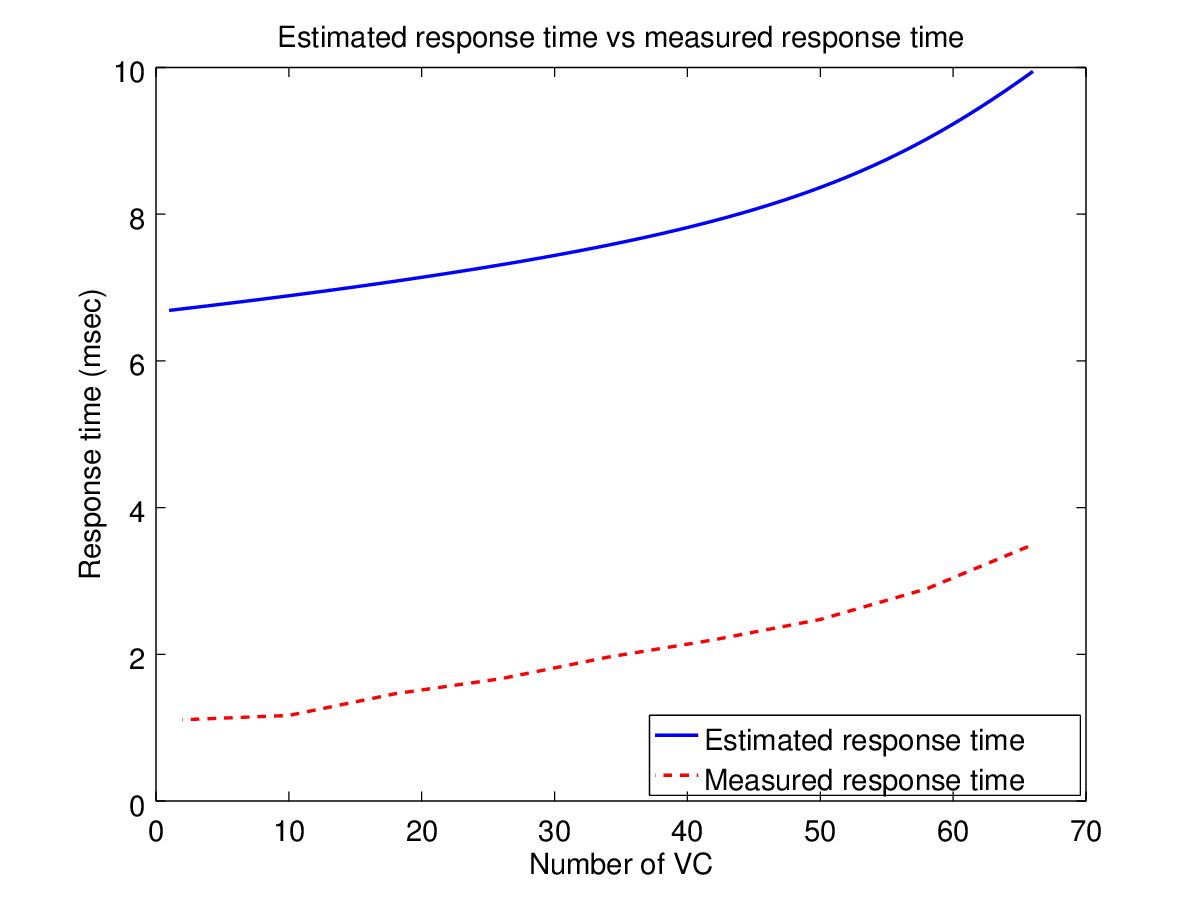 Estimated response time vs measured response time
10
8
6
4
2
0
Response time (msec)
Estimated response time
Measured response time
0 10 20 30 40 50 60 70
Number of VC